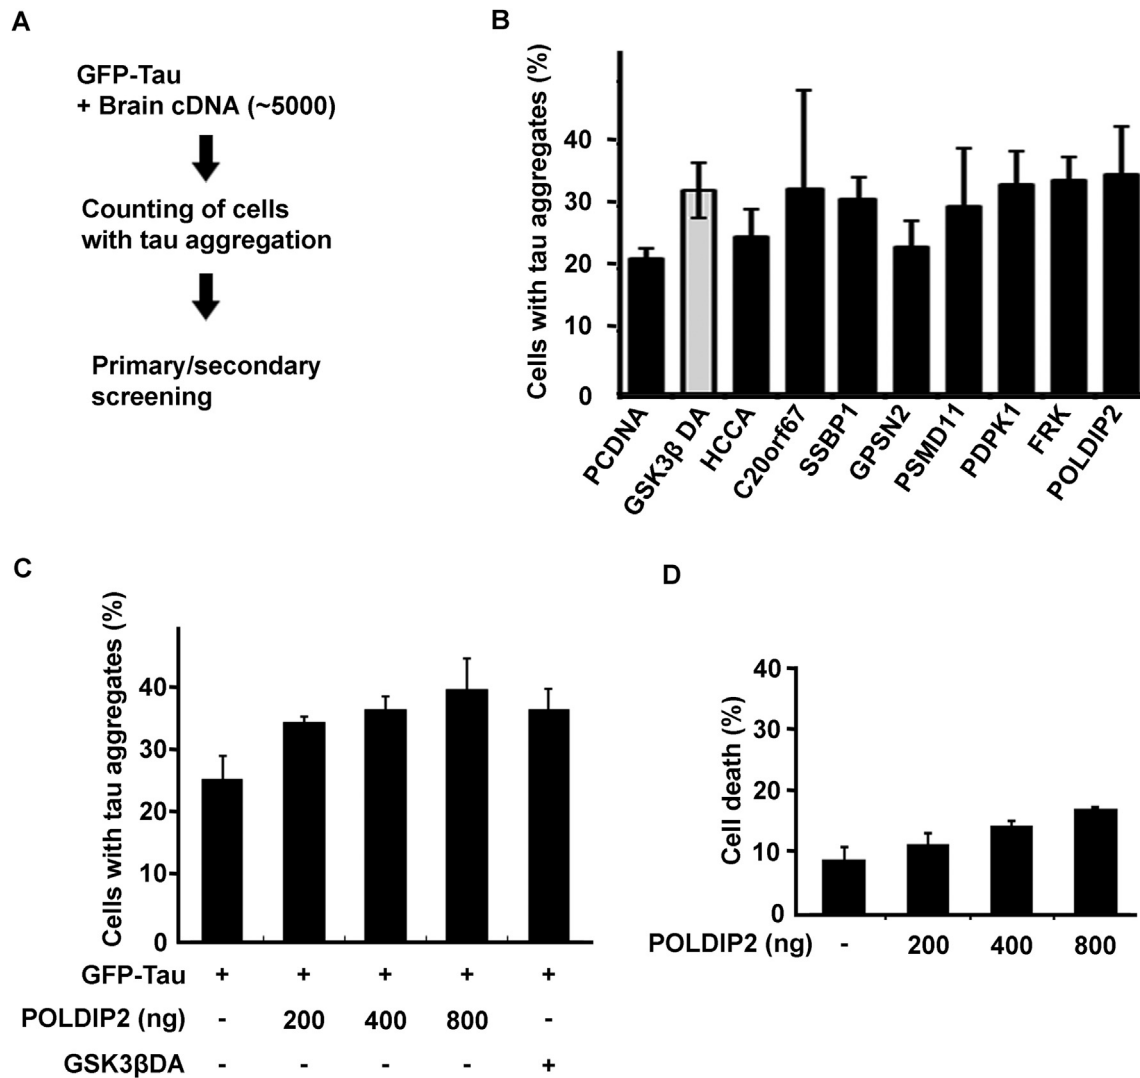 A
GFP-Tau
+ Brain cDNA (~5000)
Counting of cells
with tau aggregation
Primary/secondary
screening
B
Cells with tau aggregates (%)
40
30
20
10
0
PCDNA
GSK3β DA
HCCA
C20orf67
SSBP1
GPSN2
PSMD11
PDPK1
FRK
POLDIP2
C
Cells with tau aggregates (%)
40
30
20
10
0
GFP-Tau + + + + +
POLDIP2 (ng) - 200 400 800 -
GSK3βDA - - - - +
D
Cell death (%)
40
30
20
10
0
POLDIP2 (ng) - 200 400 800